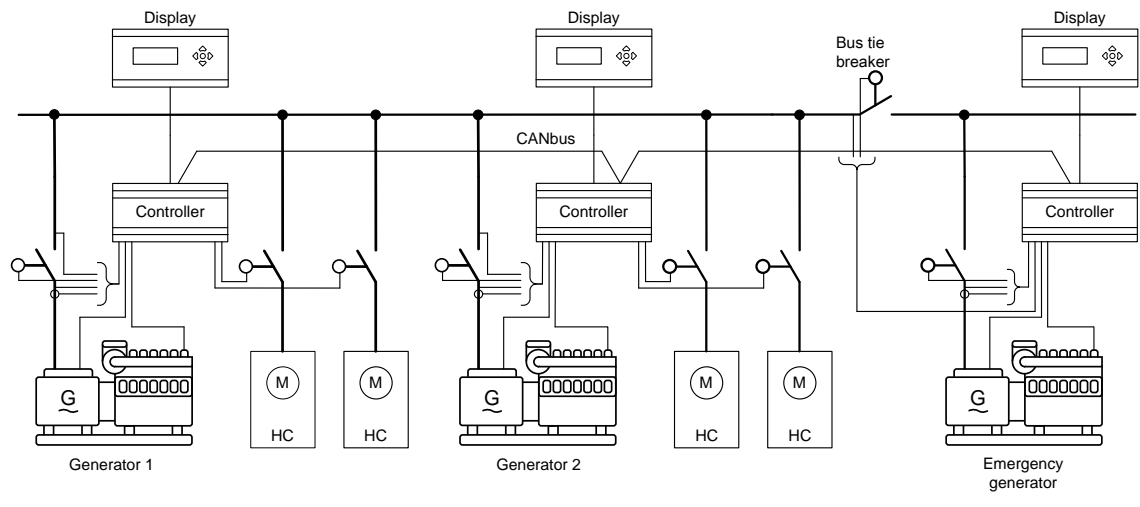 Display
Display
Display
Bus tie
breaker
CANbus
Controller
Controller
Controller
G
M
HC
M
HC
G
M
HC
M
HC
G
Generator 1
Generator 2
Emergency
generator